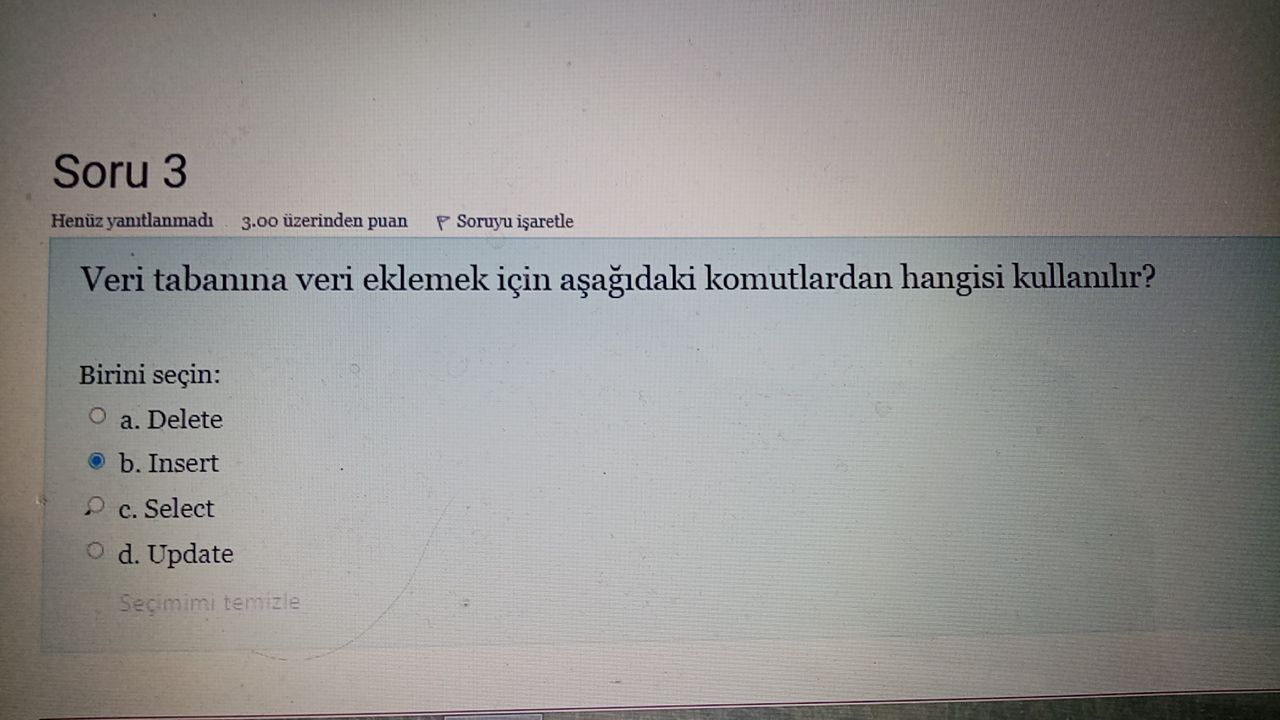 Soru 3
Henüz yanıtlanmadı 3.00 üzerinden puan Soruyu işaretle
Veri tabanına veri eklemek için aşağıdaki komutlardan hangisi kullanılır?
Birini seçin:
a. Delete
b. Insert
c. Select
d. Update
Seçimimi temizle